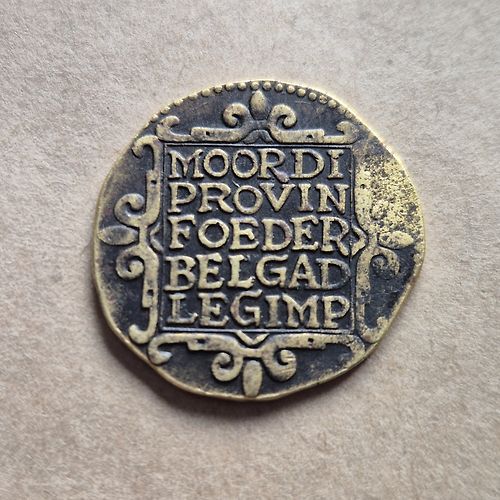 MOORDI
PROVIN
FOEDER
BELGAD
LEGIMP